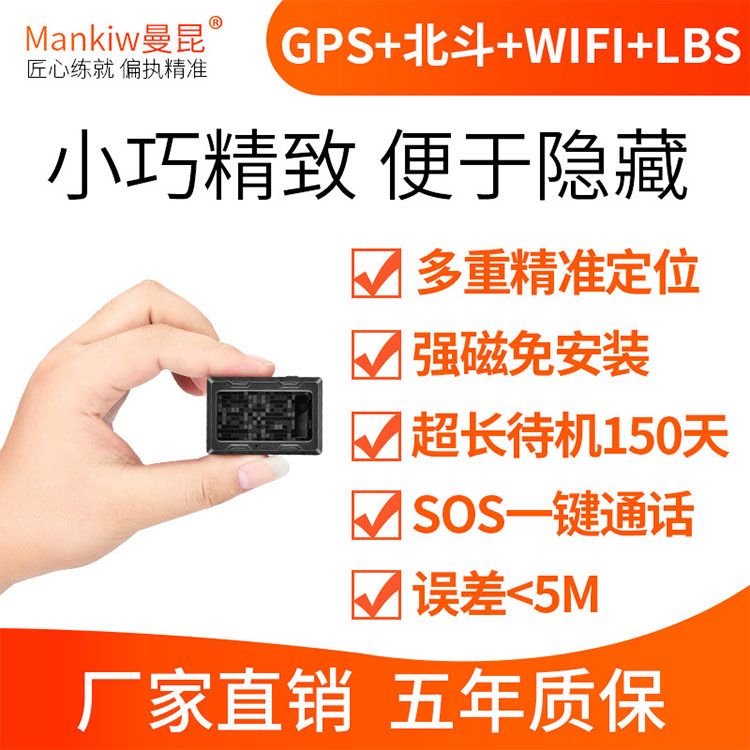 Mankiw曼昆®
匠心练就 偏执精准
GPS+北斗+WIFI+LBS
小巧精致 便于隐藏
多重精准定位
强磁免安装
超长待机150天
SOS一键通话
误差<5M
厂家直销 五年质保